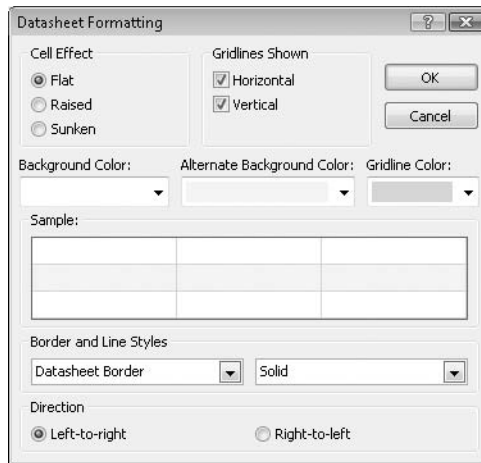 Datasheet Formatting
?
Cell Effect
Flat
Raised
Sunken
Gridlines Shown
Horizontal
Vertical
OK
Cancel
Background Color:
Alternate Background Color:
Gridline Color:
Sample:
Border and Line Styles
Datasheet Border
Solid
Direction
Left-to-right
Right-to-left